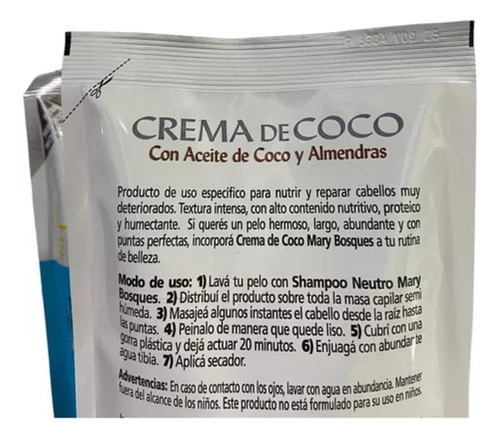 CREMA DE COCO
Con Aceite de Coco y Almendras
Producto de uso específico para nutrir y reparar cabellos muy
deteriorados. Textura intensa, con alto contenido nutritivo, proteico
y humectante. Si querés un pelo hermoso, largo, abundante y con
puntas perfectas, incorporá Crema de Coco Mary Bosques a tu rutina
de belleza.
Modo de uso: 1) Lavá tu pelo con Shampoo Neutro Mary
Bosques. 2) Distribuí el producto sobre toda la masa capilar semi
húmeda. 3) Masajeá algunos instantes el cabello desde la raíz hasta
las puntas. 4) Peinalo de manera que quede liso. 5) Cubrí con una
gorra plástica y dejá actuar 20 minutos. 6) Enjuagá con abundante
agua tibia. 7) Aplicá secador.
Advertencias: En caso de contacto con los ojos, lavar con agua en abundancia. Mantener
fuera del alcance de los niños. Este producto no está formulado para su uso en niños.